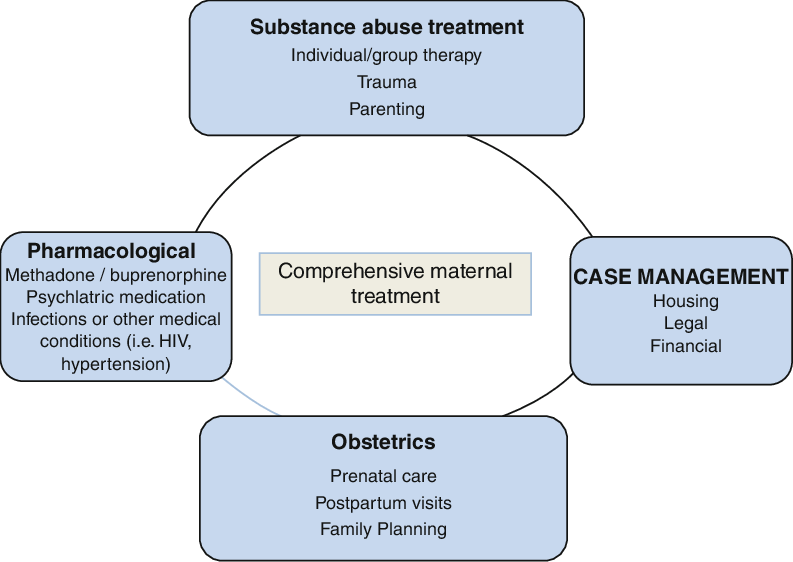 Substance abuse treatment
Individual/group therapy
Trauma
Parenting
Pharmacological
Methadone / buprenorphine
Psychlatric medication
Infections or other medical
conditions (i.e. HIV,
hypertension)
Comprehensive maternal
treatment
CASE MANAGEMENT
Housing
Legal
Financial
Obstetrics
Prenatal care
Postpartum visits
Family Planning